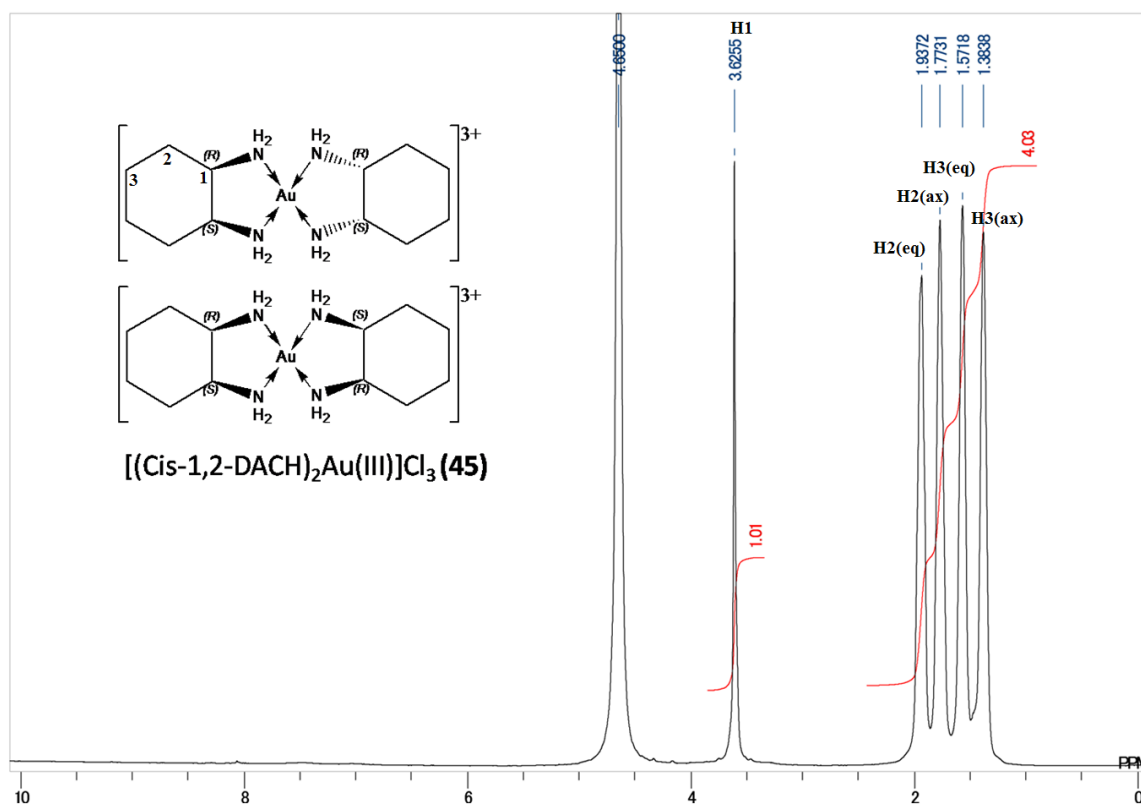 H1
4.6500
3.6255
1.9372
1.7731
1.5718
1.3838
4.03
H3(eq)
H2(ax)
H3(ax)
H2(eq)
1.01
H2 H2 3+
(R) N N (R)
2
3 1 Au
(S) N N (S)
H2 H2
H2 H2 3+
(R) N N (S)
Au
(S) N N (R)
H2 H2
[(Cis-1,2-DACH)2Au(III)]Cl3 (45)
10 8 6 4 2 0
PPM